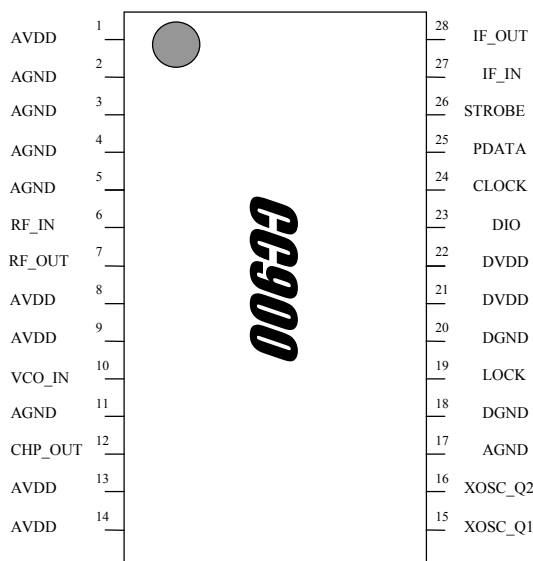 AVDD 1 28 IF_OUT
AGND 2 27 IF_IN
AGND 3 26 STROBE
AGND 4 25 PDATA
AGND 5 24 CLOCK
RF_IN 6 23 DIO
RF_OUT 7 22 DVDD
AVDD 8 21 DVDD
AVDD 9 20 DGND
VCO_IN 10 19 LOCK
AGND 11 18 DGND
CHP_OUT 12 17 AGND
AVDD 13 16 XOSC_Q2
AVDD 14 15 XOSC_Q1
CC900